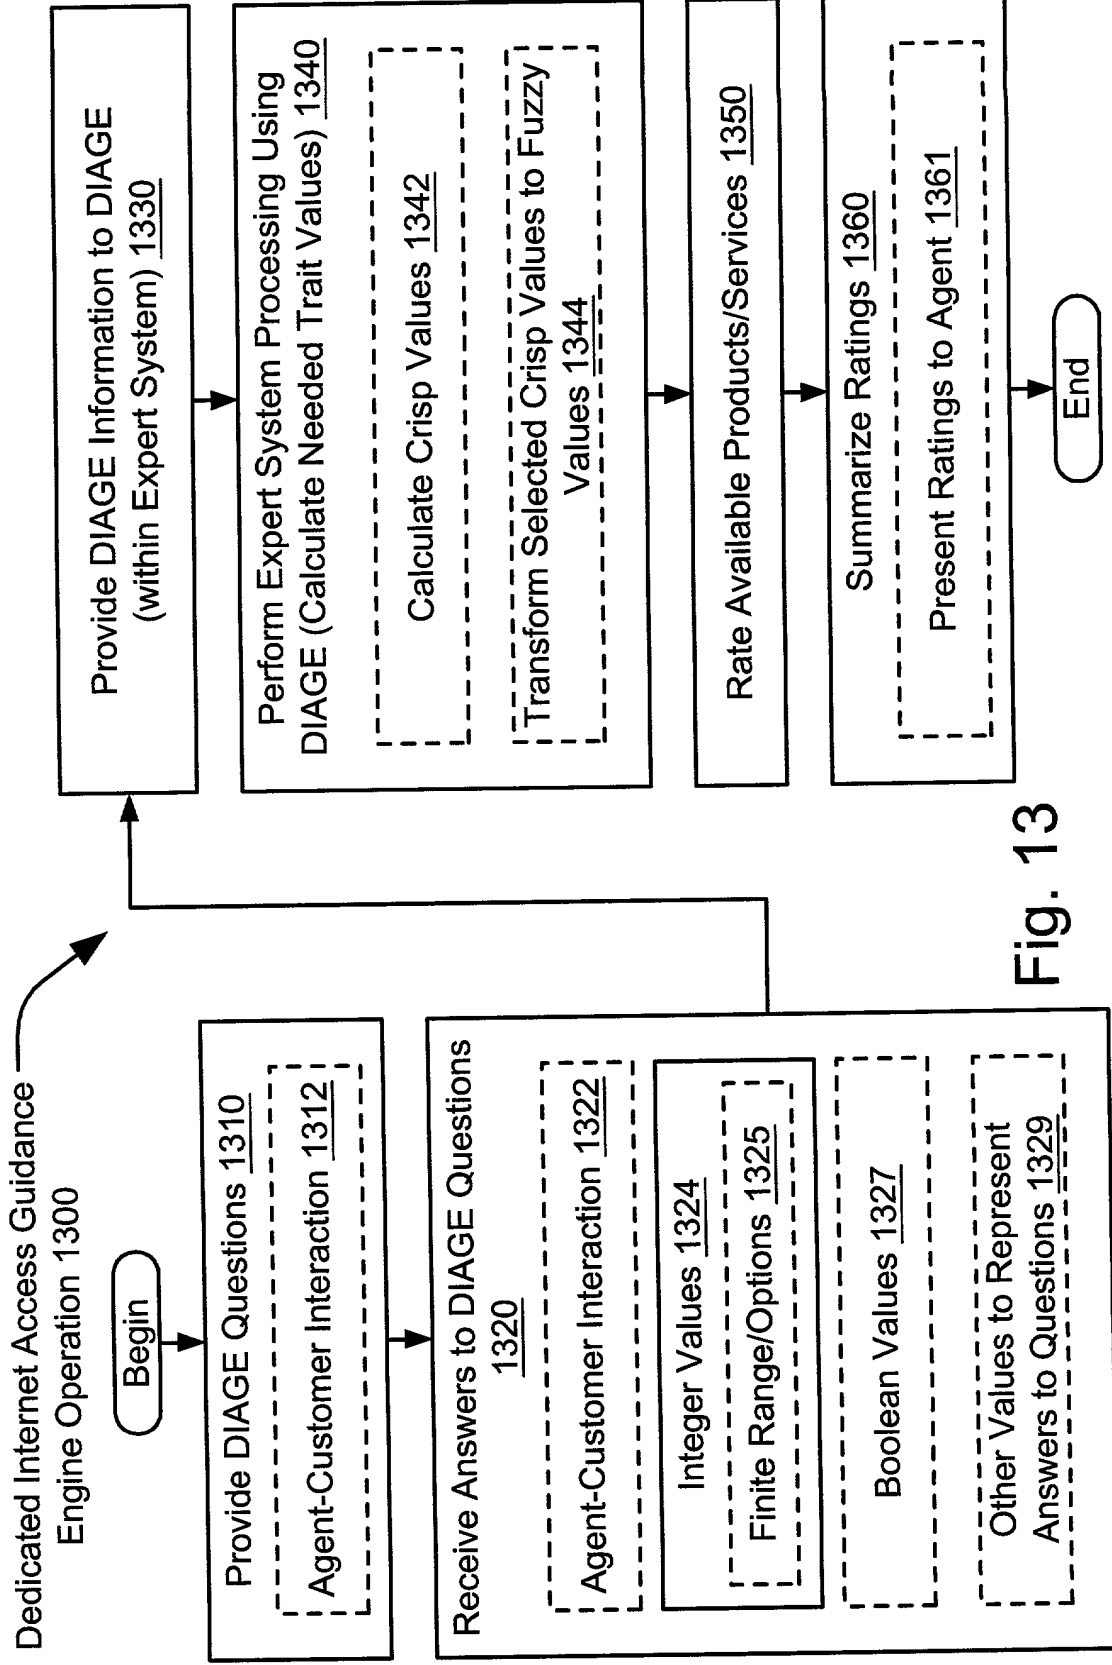 Dedicated Internet Access Guidance
Engine Operation 1300
Begin
Provide DIAGE Questions 1310
Agent-Customer Interaction 1312
Receive Answers to DIAGE Questions
1320
Agent-Customer Interaction 1322
Integer Values 1324
Finite Range/Options 1325
Boolean Values 1327
Other Values to Represent
Answers to Questions 1329
Provide DIAGE Information to DIAGE
(within Expert System) 1330
Perform Expert System Processing Using
DIAGE (Calculate Needed Trait Values) 1340
Calculate Crisp Values 1342
Transform Selected Crisp Values to Fuzzy
Values 1344
Rate Available Products/Services 1350
Summarize Ratings 1360
Present Ratings to Agent 1361
End
Fig. 13